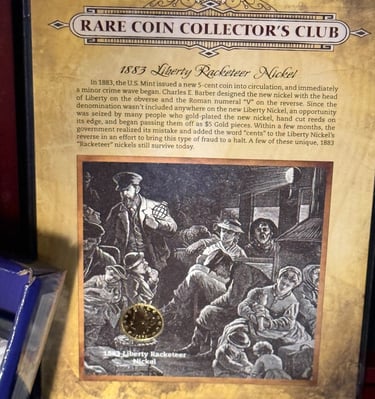 RARE COIN COLLECTOR'S CLUB
1883 Liberty Racketeer Nickel
In 1883, the U.S. Mint issued a new 5-cent coin into circulation, and immediately
a minor crime wave began. Charles E. Barber designed the new nickel with the head
of Liberty on the obverse and the Roman numeral "V" on the reverse. Since the
denomination wasn't included anywhere on the new Liberty Nickel, an opportunity
was seized by many people who gold-plated the new nickel, hand cut reeds on
its edge, and began passing them off as $5 Gold pieces. Within a few months, the
government realized its mistake and added the word "cents" to the Liberty Nickel's
reverse in an effort to bring this type of fraud to a halt. A few of these unique, 1883
"Racketeer" nickels still survive today.
1883 Liberty Racketeer
Nickel